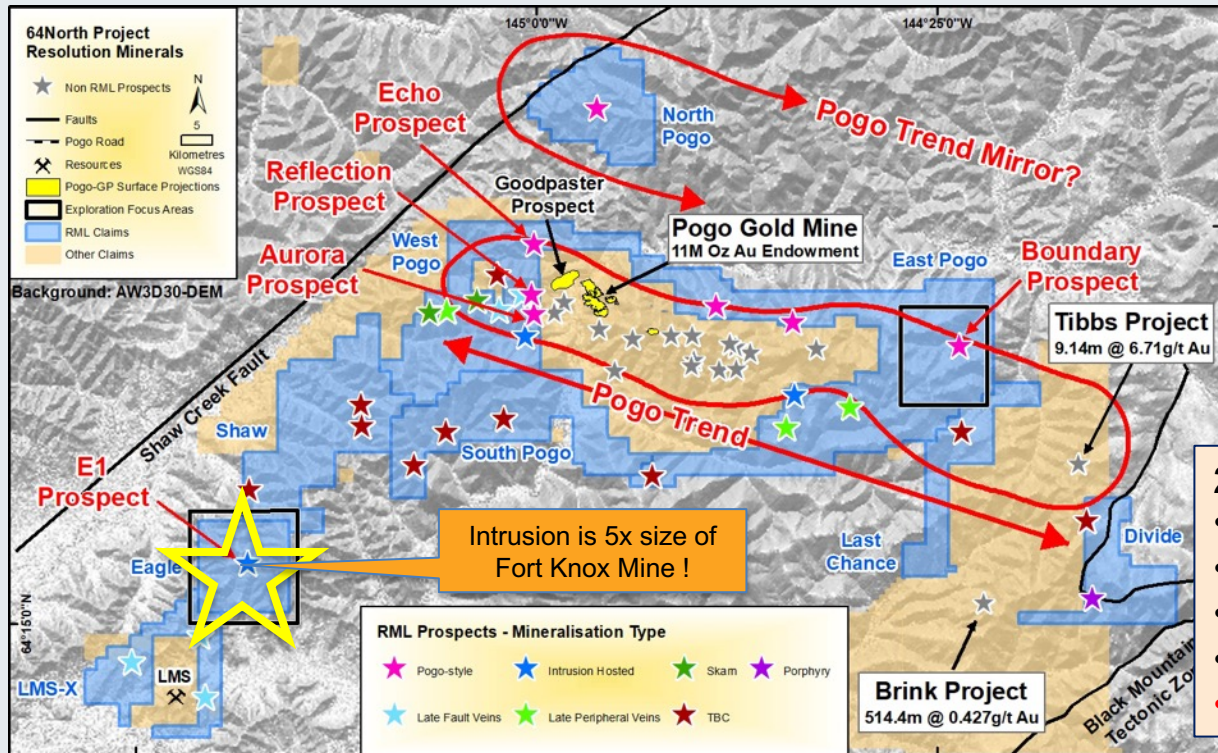 64North Project
Resolution Minerals
Non RML Prospects
N
5
Kilometres
WGS84
Faults
Pogo Road
Resources
Pogo-GP Surface Projections
Exploration Focus Areas
RML Claims
Other Claims
Background: AW3D30-DEM
145°0'0"W
144°25'0"W
Echo
Prospect
North
Pogo
Pogo Trend Mirror?
Reflection
Prospect
Goodpaster
Prospect
West
Pogo
Pogo Gold Mine
11M Oz Au Endowment
East Pogo
Boundary
Prospect
Aurora
Prospect
Tibbs Project
9.14m @ 6.71g/t Au
Shaw Creek Fault
Pogo Trend
Shaw
South Pogo
E1
Prospect
Intrusion is 5x size of
Fort Knox Mine !
Eagle
Last
Chance
Divide
64°15'0"N
LMS-X
LMS
RML Prospects - Mineralisation Type
Pogo-style
Intrusion Hosted
Skarn
Porphyry
Late Fault Veins
Late Peripheral Veins
TBC
Brink Project
514.4m @ 0.427g/t Au
Black Mountain
Tectonic Zo